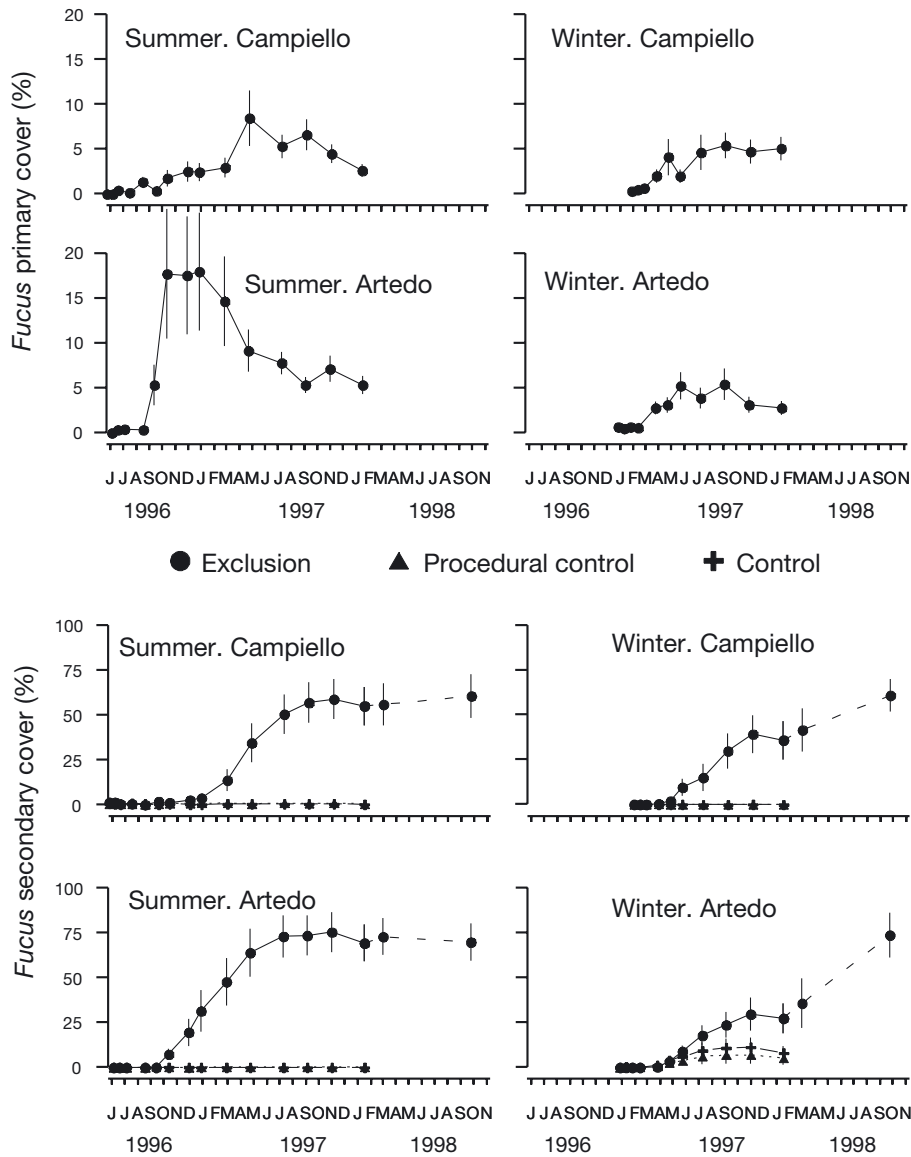 Fucus primary cover (%)
20
15
10
5
0
Summer. Campiello
Winter. Campiello
20
15
10
5
0
Summer. Artedo
Winter. Artedo
J J A S O N D J F M A M J J A S O N D J F M A M J J A S O N
J J A S O N D J F M A M J J A S O N D J F M A M J J A S O N
1996 1997 1998
1996 1997 1998
Exclusion Procedural control Control
Fucus secondary cover (%)
100
75
50
25
0
Summer. Campiello
Winter. Campiello
100
75
50
25
0
Summer. Artedo
Winter. Artedo
J J A S O N D J F M A M J J A S O N D J F M A M J J A S O N
J J A S O N D J F M A M J J A S O N D J F M A M J J A S O N
1996 1997 1998
1996 1997 1998